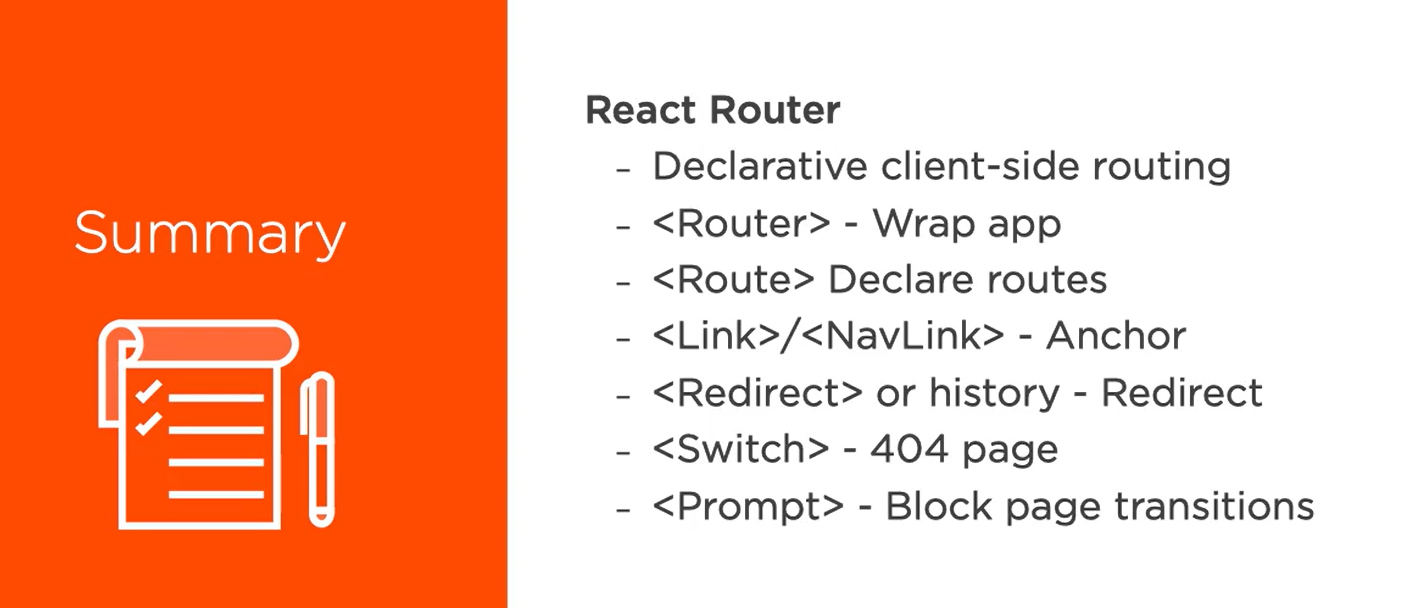 Summary
React Router
- Declarative client-side routing
- <Router> - Wrap app
- <Route> Declare routes
- <Link>/<NavLink> - Anchor
- <Redirect> or history - Redirect
- <Switch> - 404 page
- <Prompt> - Block page transitions